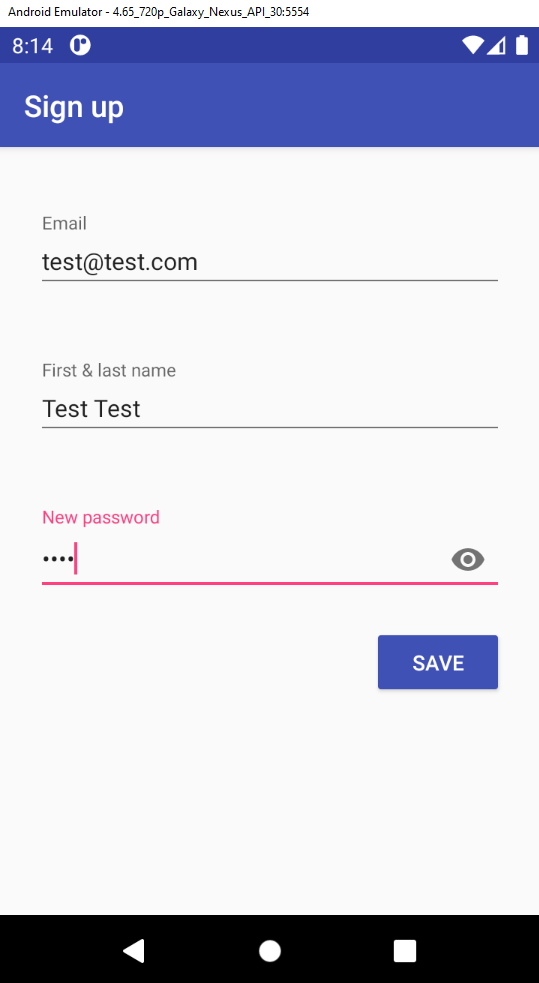 Android Emulator - 4.65_720p_Galaxy_Nexus_API_30:5554
8:14
Sign up
Email
test@test.com
First & last name
Test Test
New password
••••
SAVE